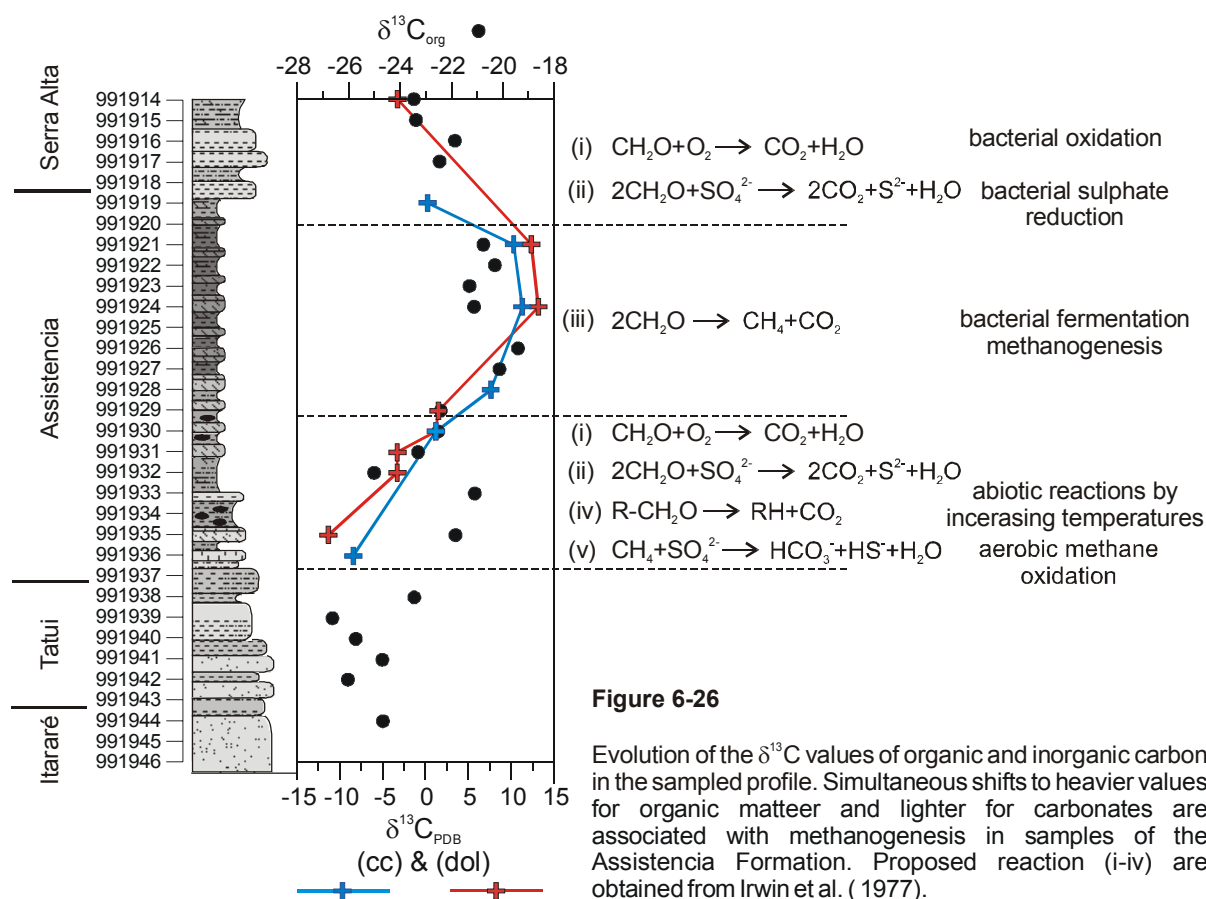 δ¹³C_org
-28 -26 -24 -22 -20 -18
Serra Alta
Assistencia
Tatui
Itararé
991914
991915
991916
991917
991918
991919
991920
991921
991922
991923
991924
991925
991926
991927
991928
991929
991930
991931
991932
991933
991934
991935
991936
991937
991938
991939
991940
991941
991942
991943
991944
991945
991946
(i) CH₂O+O₂ → CO₂+H₂O
bacterial oxidation
(ii) 2CH₂O+SO₄²⁻ → 2CO₂+S²⁻+H₂O
bacterial sulphate
reduction
(iii) 2CH₂O → CH₄+CO₂
bacterial fermentation
methanogenesis
(i) CH₂O+O₂ → CO₂+H₂O
(ii) 2CH₂O+SO₄²⁻ → 2CO₂+S²⁻+H₂O
(iv) R-CH₂O → RH+CO₂
abiotic reactions by
incerasing temperatures
(v) CH₄+SO₄²⁻ → HCO₃⁻+HS⁻+H₂O
aerobic methane
oxidation
-15 -10 -5 0 5 10 15
δ¹³C_PDB
(cc) & (dol)
Figure 6-26
Evolution of the δ¹³C values of organic and inorganic carbon
in the sampled profile. Simultaneous shifts to heavier values
for organic matteer and lighter for carbonates are
associated with methanogenesis in samples of the
Assistencia Formation. Proposed reaction (i-iv) are
obtained from Irwin et al. ( 1977).